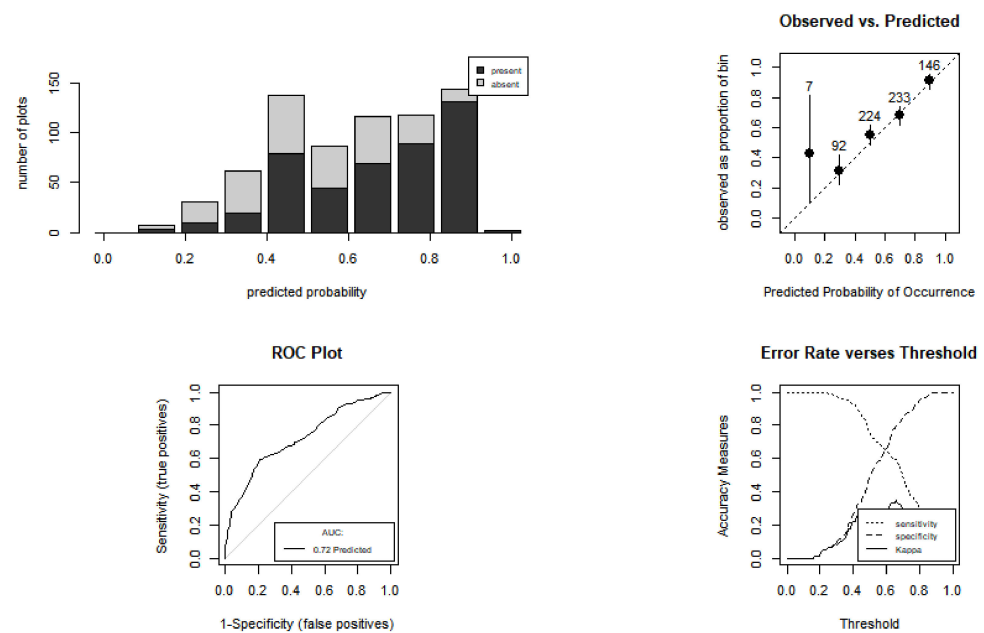 number of plots
0
50
100
150
present
absent
0.0
0.2
0.4
0.6
0.8
1.0
predicted probability
Observed vs. Predicted
observed as proportion of bin
0.0
0.2
0.4
0.6
0.8
1.0
7
92
224
233
146
0.0
0.2
0.4
0.6
0.8
1.0
Predicted Probability of Occurrence
ROC Plot
Sensitivity (true positives)
0.0
0.2
0.4
0.6
0.8
1.0
AUC:
0.72 Predicted
0.0
0.2
0.4
0.6
0.8
1.0
1-Specificity (false positives)
Error Rate verses Threshold
Accuracy Measures
0.0
0.2
0.4
0.6
0.8
1.0
sensitivity
specificity
Kappa
0.0
0.2
0.4
0.6
0.8
1.0
Threshold